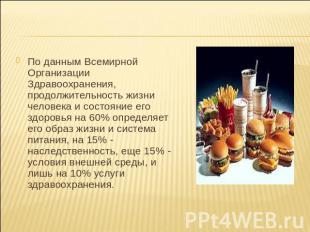 По данным Всемирной
Организации
Здравоохранения,
продолжительность жизни
человека и состояние его
здоровья на 60% определяет
его образ жизни и система
питания, на 15% -
наследственность, еще 15% -
условия внешней среды, и
лишь на 10% услуги
здравоохранения.
PPt4WEB.ru